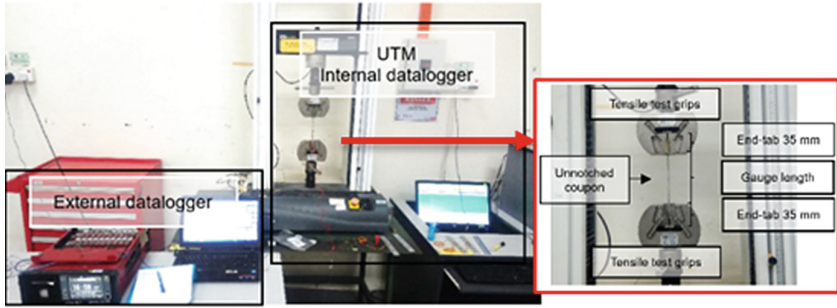 UTM
Internal datalogger
External datalogger
Tensile test grips
End-tab 35 mm
Unnotched
coupon
Gauge length
End-tab 35 mm
Tensile test grips